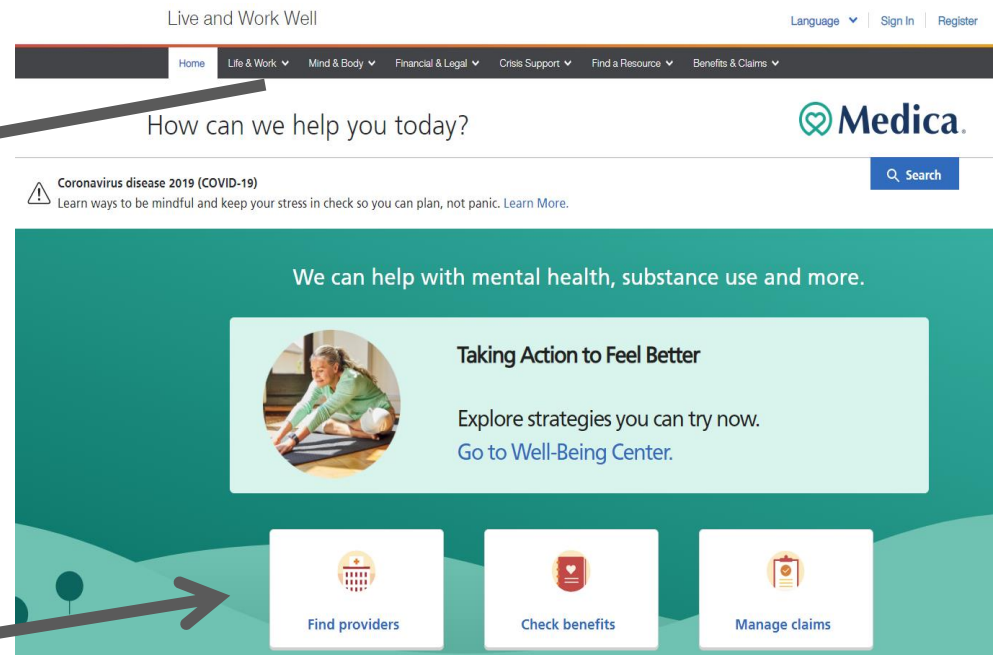 Live and Work Well
Language Sign In Register
Home Life & Work Mind & Body Financial & Legal Crisis Support Find a Resource Benefits & Claims
How can we help you today?
Medica.
Coronavirus disease 2019 (COVID-19)
Learn ways to be mindful and keep your stress in check so you can plan, not panic. Learn More.
Search
We can help with mental health, substance use and more.
Taking Action to Feel Better
Explore strategies you can try now.
Go to Well-Being Center.
Find providers
Check benefits
Manage claims